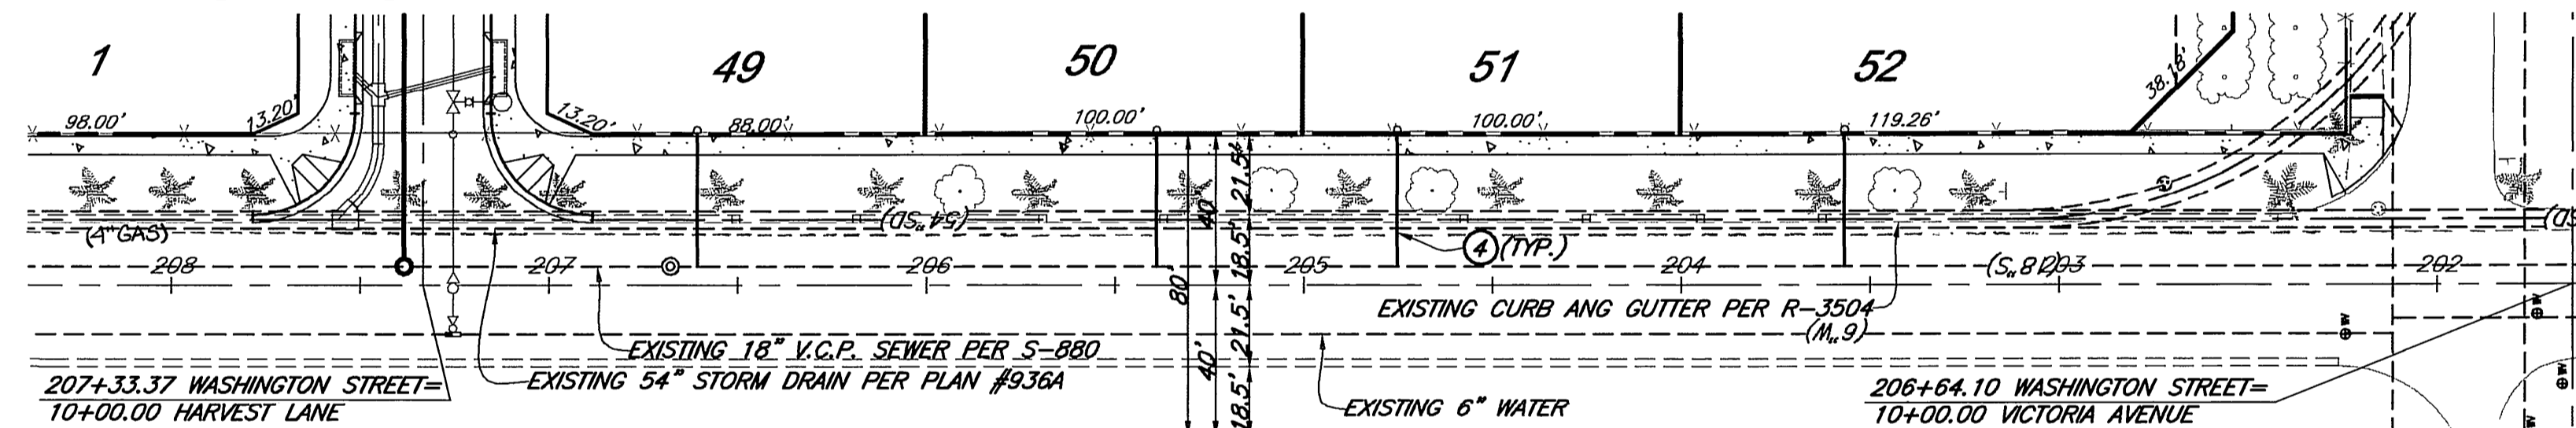 1
49
50
51
52
98.00'
13.20'
13.20'
88.00'
100.00'
100.00'
119.26'
38.18'
21.5'
40'
18.5'
80'
21.5'
40'
18.5'
(54"SD)
(4"GAS)
4 (TYP.)
208
207
206
205
204
(S"81)
203
202
EXISTING CURB ANG GUTTER PER R-3504
(M"9)
EXISTING 18" V.C.P. SEWER PER S-880
EXISTING 54" STORM DRAIN PER PLAN #936A
EXISTING 6" WATER
207+33.37 WASHINGTON STREET=
10+00.00 HARVEST LANE
206+64.10 WASHINGTON STREET=
10+00.00 VICTORIA AVENUE